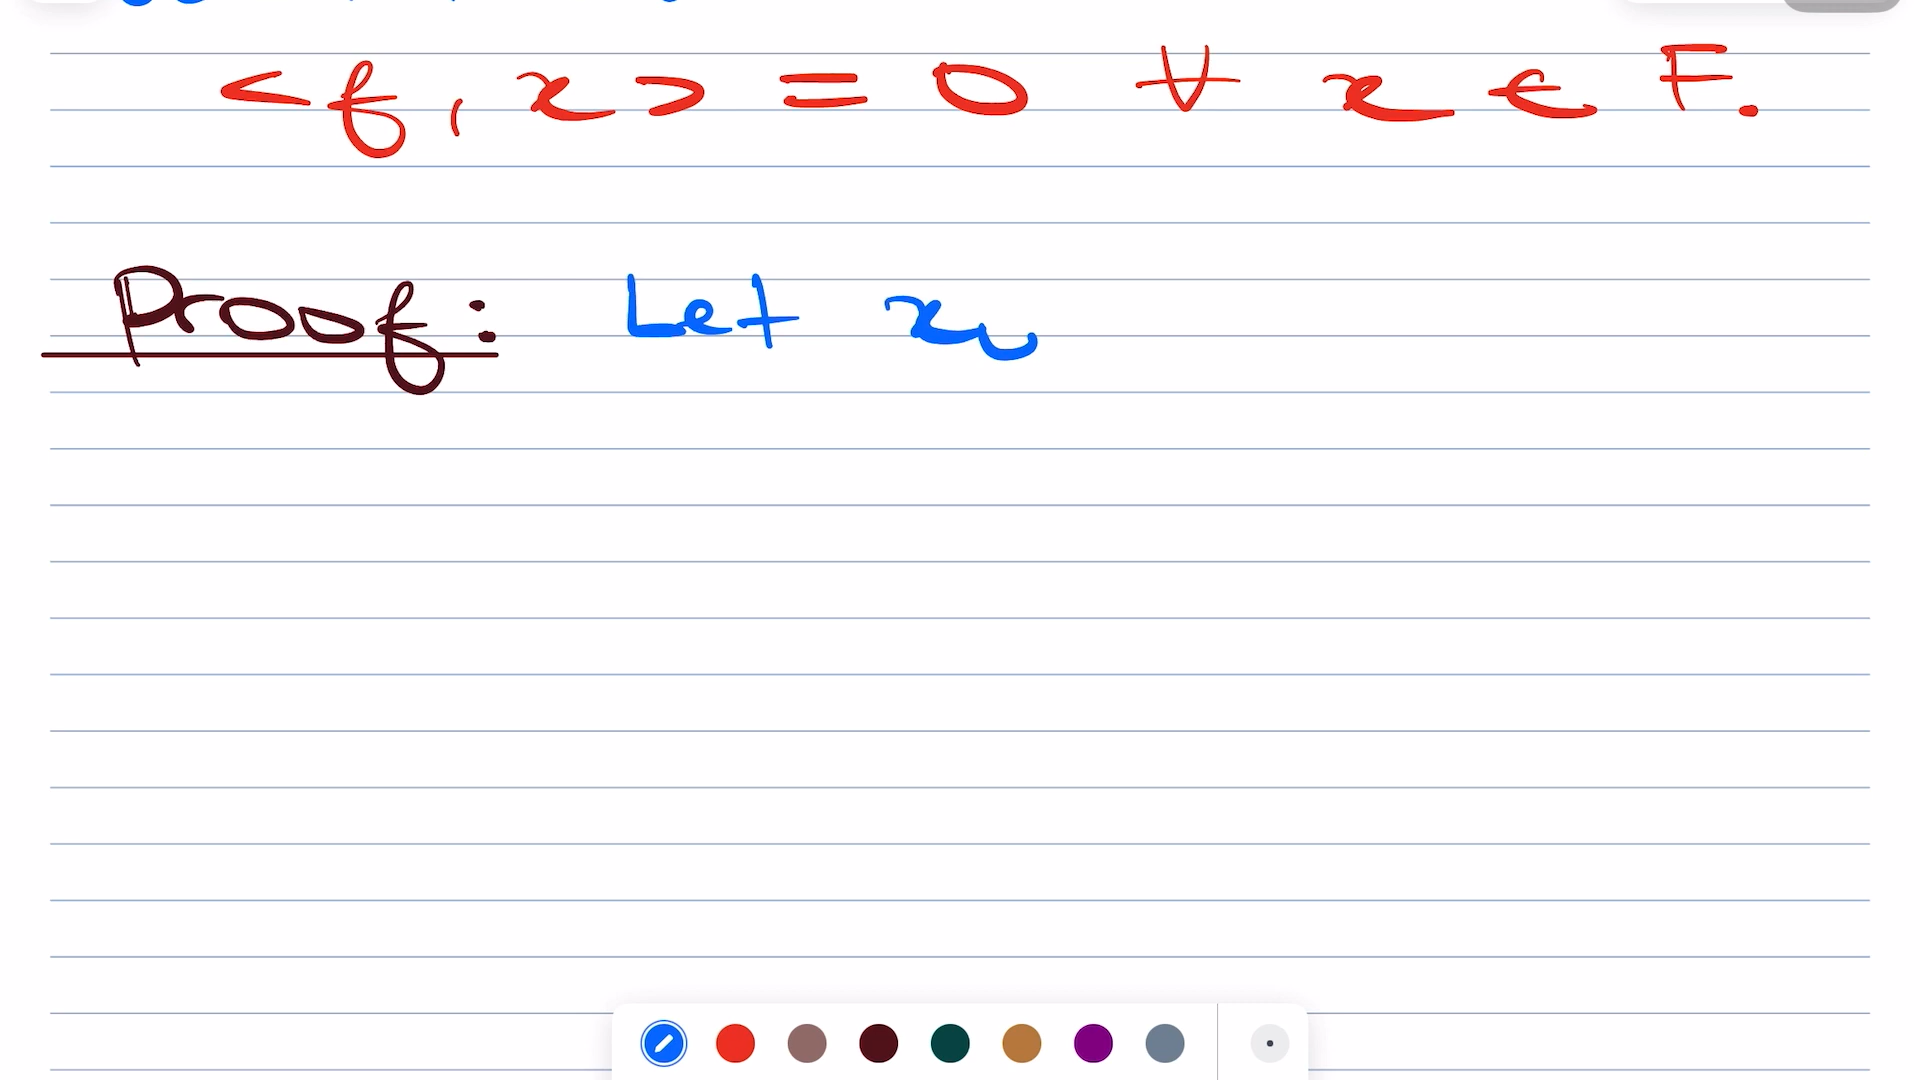 <f, x> = 0 ∀ x ∈ F.
Proof: Let x